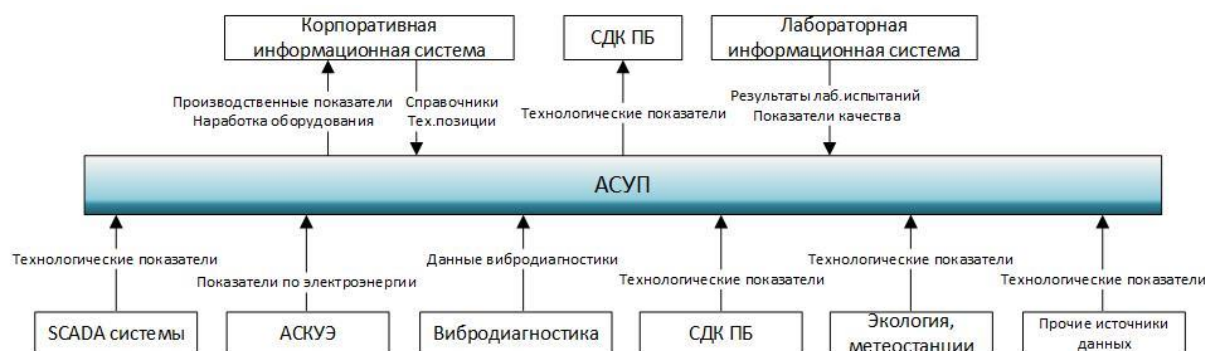 Корпоративная
информационная система
СДК ПБ
Лабораторная
информационная система
Производственные показатели
Наработка оборудования
Справочники
Тех.позиции
Технологические показатели
Результаты лаб.испытаний
Показатели качества
АСУП
Технологические показатели
Показатели по электроэнергии
Данные вибродиагностики
Технологические показатели
Технологические показатели
Технологические показатели
SCADA системы
АСКУЭ
Вибродиагностика
СДК ПБ
Экология,
метеостанции
Прочие источники
данных